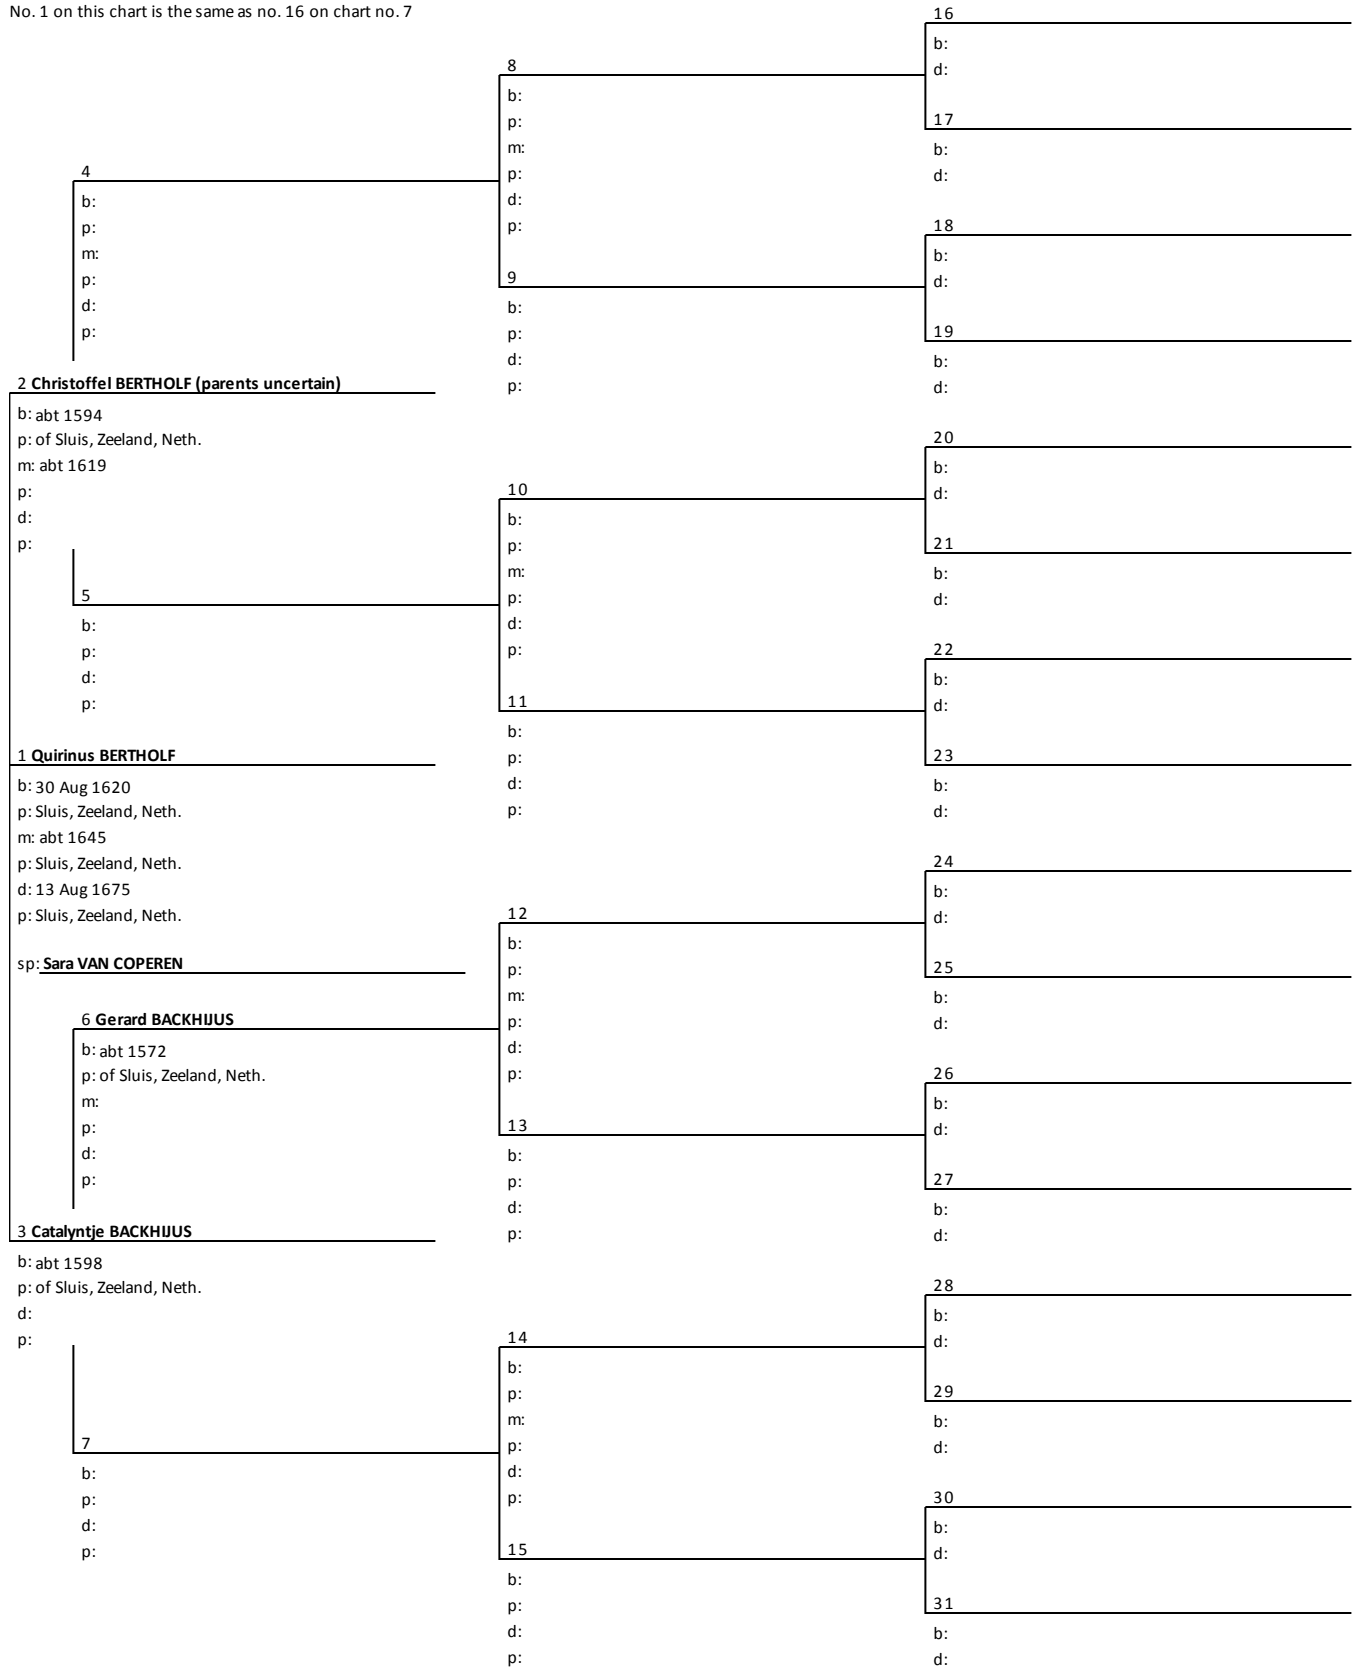 No. 1 on this chart is the same as no. 16 on chart no. 7
16
b:
d:
8
b:
p:
m:
p:
d:
p:
17
b:
d:
4
b:
p:
m:
p:
d:
p:
18
b:
d:
9
b:
p:
d:
p:
19
b:
d:
2 Christoffel BERTHOLF (parents uncertain)
b: abt 1594
p: of Sluis, Zeeland, Neth.
m: abt 1619
p:
d:
p:
20
b:
d:
10
b:
p:
m:
p:
d:
p:
21
b:
d:
5
b:
p:
d:
p:
22
b:
d:
11
b:
p:
d:
p:
23
b:
d:
1 Quirinus BERTHOLF
b: 30 Aug 1620
p: Sluis, Zeeland, Neth.
m: abt 1645
p: Sluis, Zeeland, Neth.
d: 13 Aug 1675
p: Sluis, Zeeland, Neth.
sp: Sara VAN COPEREN
24
b:
d:
12
b:
p:
m:
p:
d:
p:
25
b:
d:
6 Gerard BACKHIJUS
b: abt 1572
p: of Sluis, Zeeland, Neth.
m:
p:
d:
p:
26
b:
d:
13
b:
p:
d:
p:
27
b:
d:
3 Catalyntje BACKHIJUS
b: abt 1598
p: of Sluis, Zeeland, Neth.
d:
p:
28
b:
d:
14
b:
p:
m:
p:
d:
p:
29
b:
d:
7
b:
p:
d:
p:
30
b:
d:
15
b:
p:
d:
p:
31
b:
d: